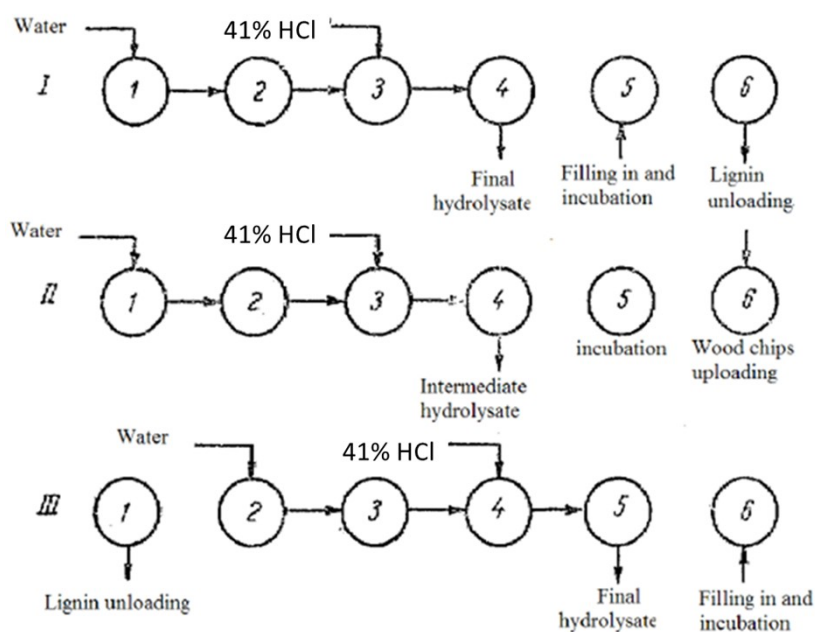 Water
41% HCl
I
1
2
3
4
5
6
Final
hydrolysate
Filling in and
incubation
Lignin
unloading
Water
41% HCl
II
1
2
3
4
5
6
incubation
Wood chips
uploading
Intermediate
hydrolysate
Water
41% HCl
III
1
2
3
4
5
6
Lignin unloading
Final
hydrolysate
Filling in and
incubation